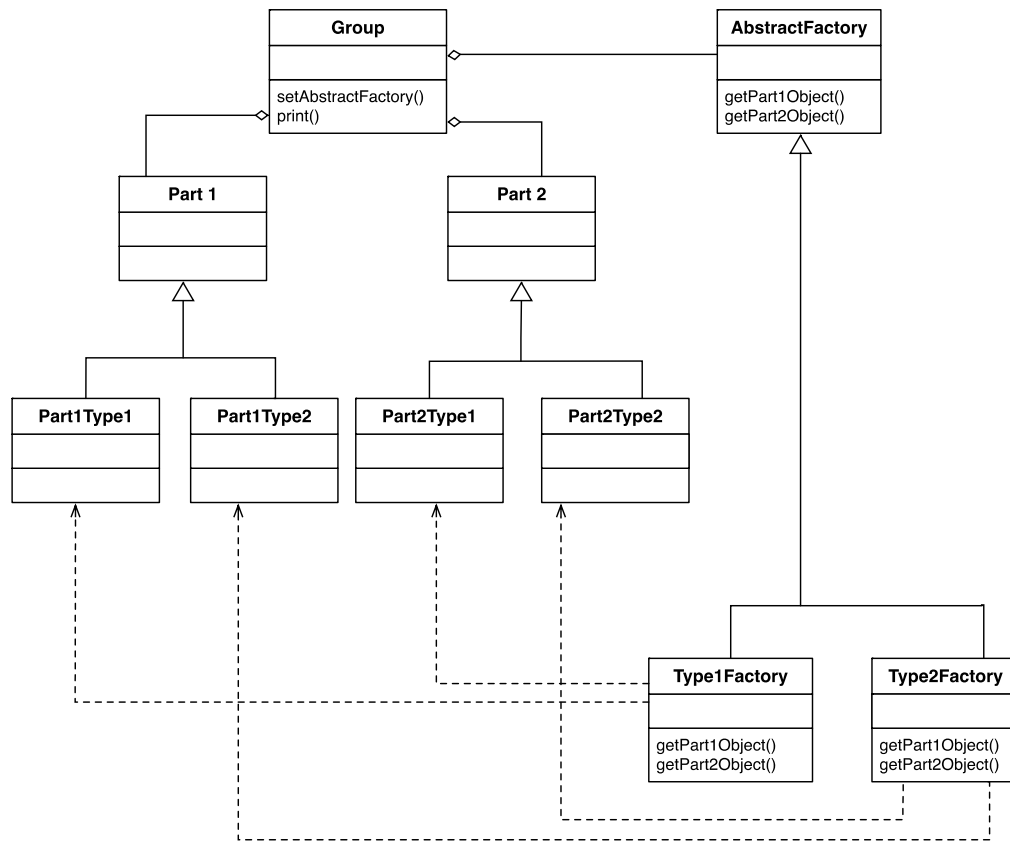 Group
setAbstractFactory()
print()
AbstractFactory
getPart1Object()
getPart2Object()
Part 1
Part 2
Part1Type1
Part1Type2
Part2Type1
Part2Type2
Type1Factory
getPart1Object()
getPart2Object()
Type2Factory
getPart1Object()
getPart2Object()